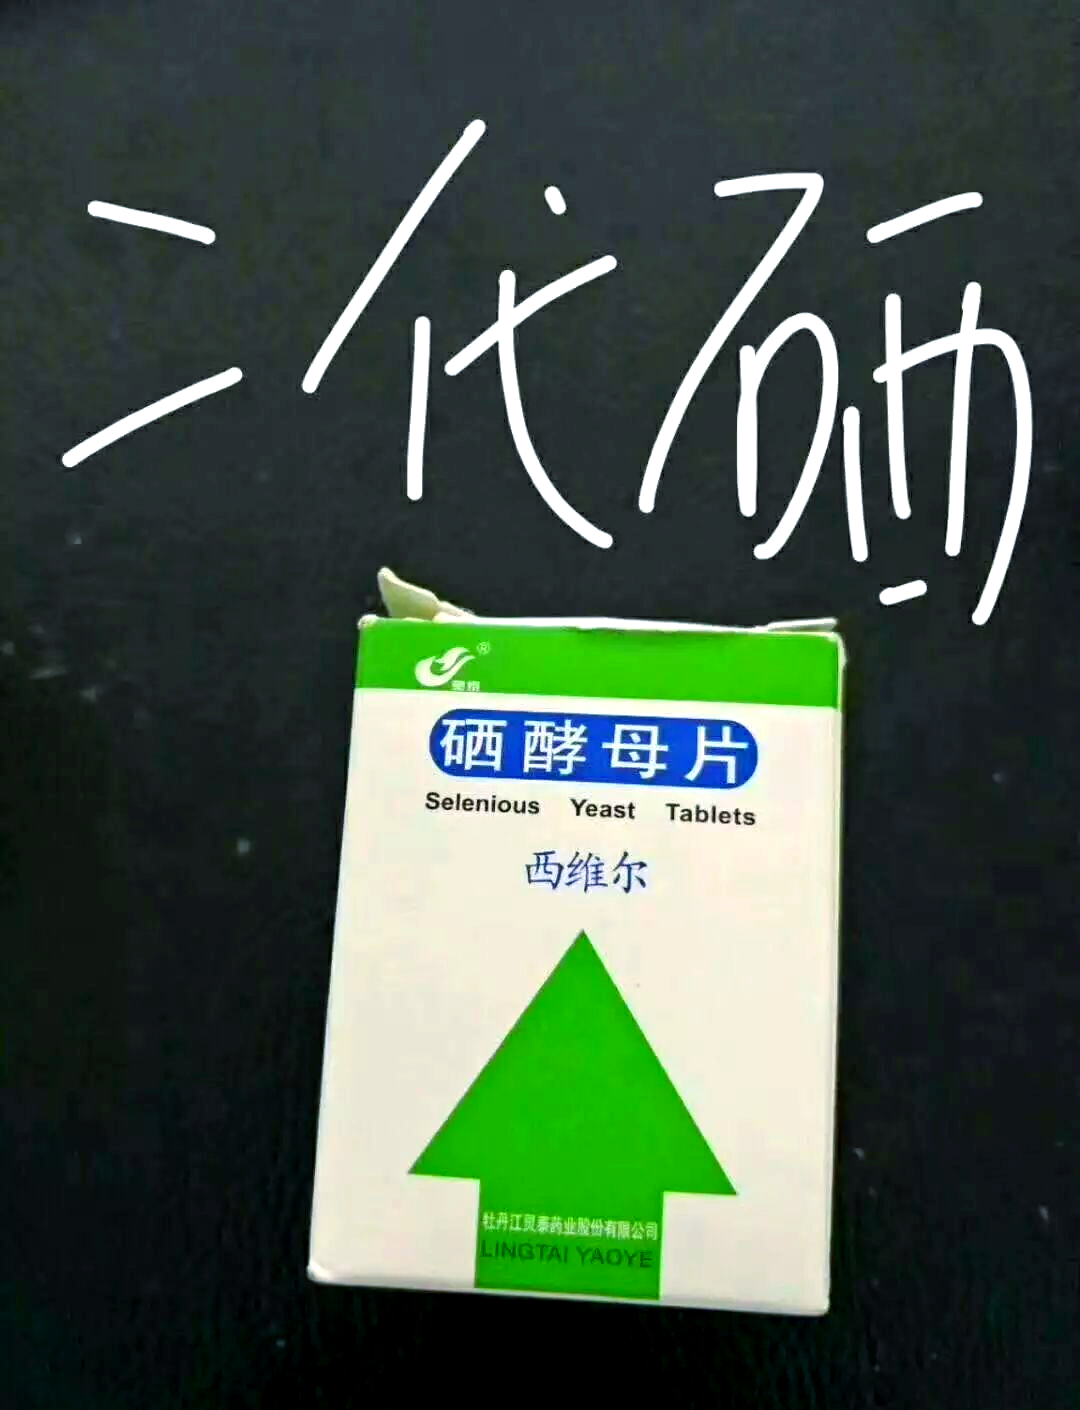 二代硒
®
硒酵母片
Selenious Yeast Tablets
西维尔
牡丹江灵泰药业股份有限公司
LINGTAI YAOYE